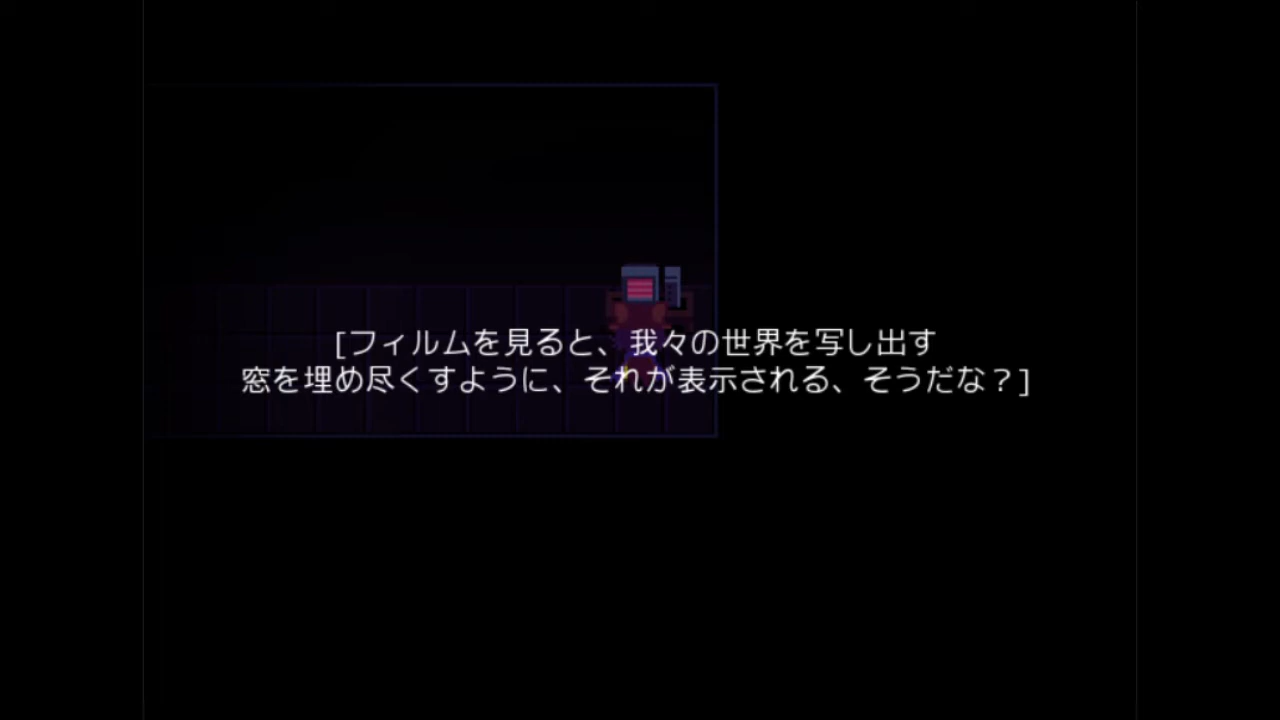 [フィルムを見ると、我々の世界を写し出す
窓を埋め尽くすように、それが表示される、そうだな？]